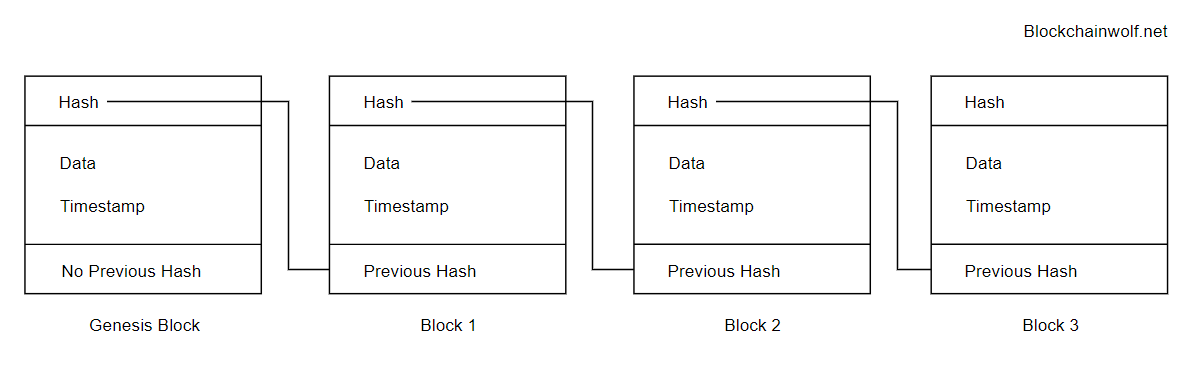 Blockchainwolf.net
Hash
Data
Timestamp
No Previous Hash
Genesis Block
Hash
Data
Timestamp
Previous Hash
Block 1
Hash
Data
Timestamp
Previous Hash
Block 2
Hash
Data
Timestamp
Previous Hash
Block 3